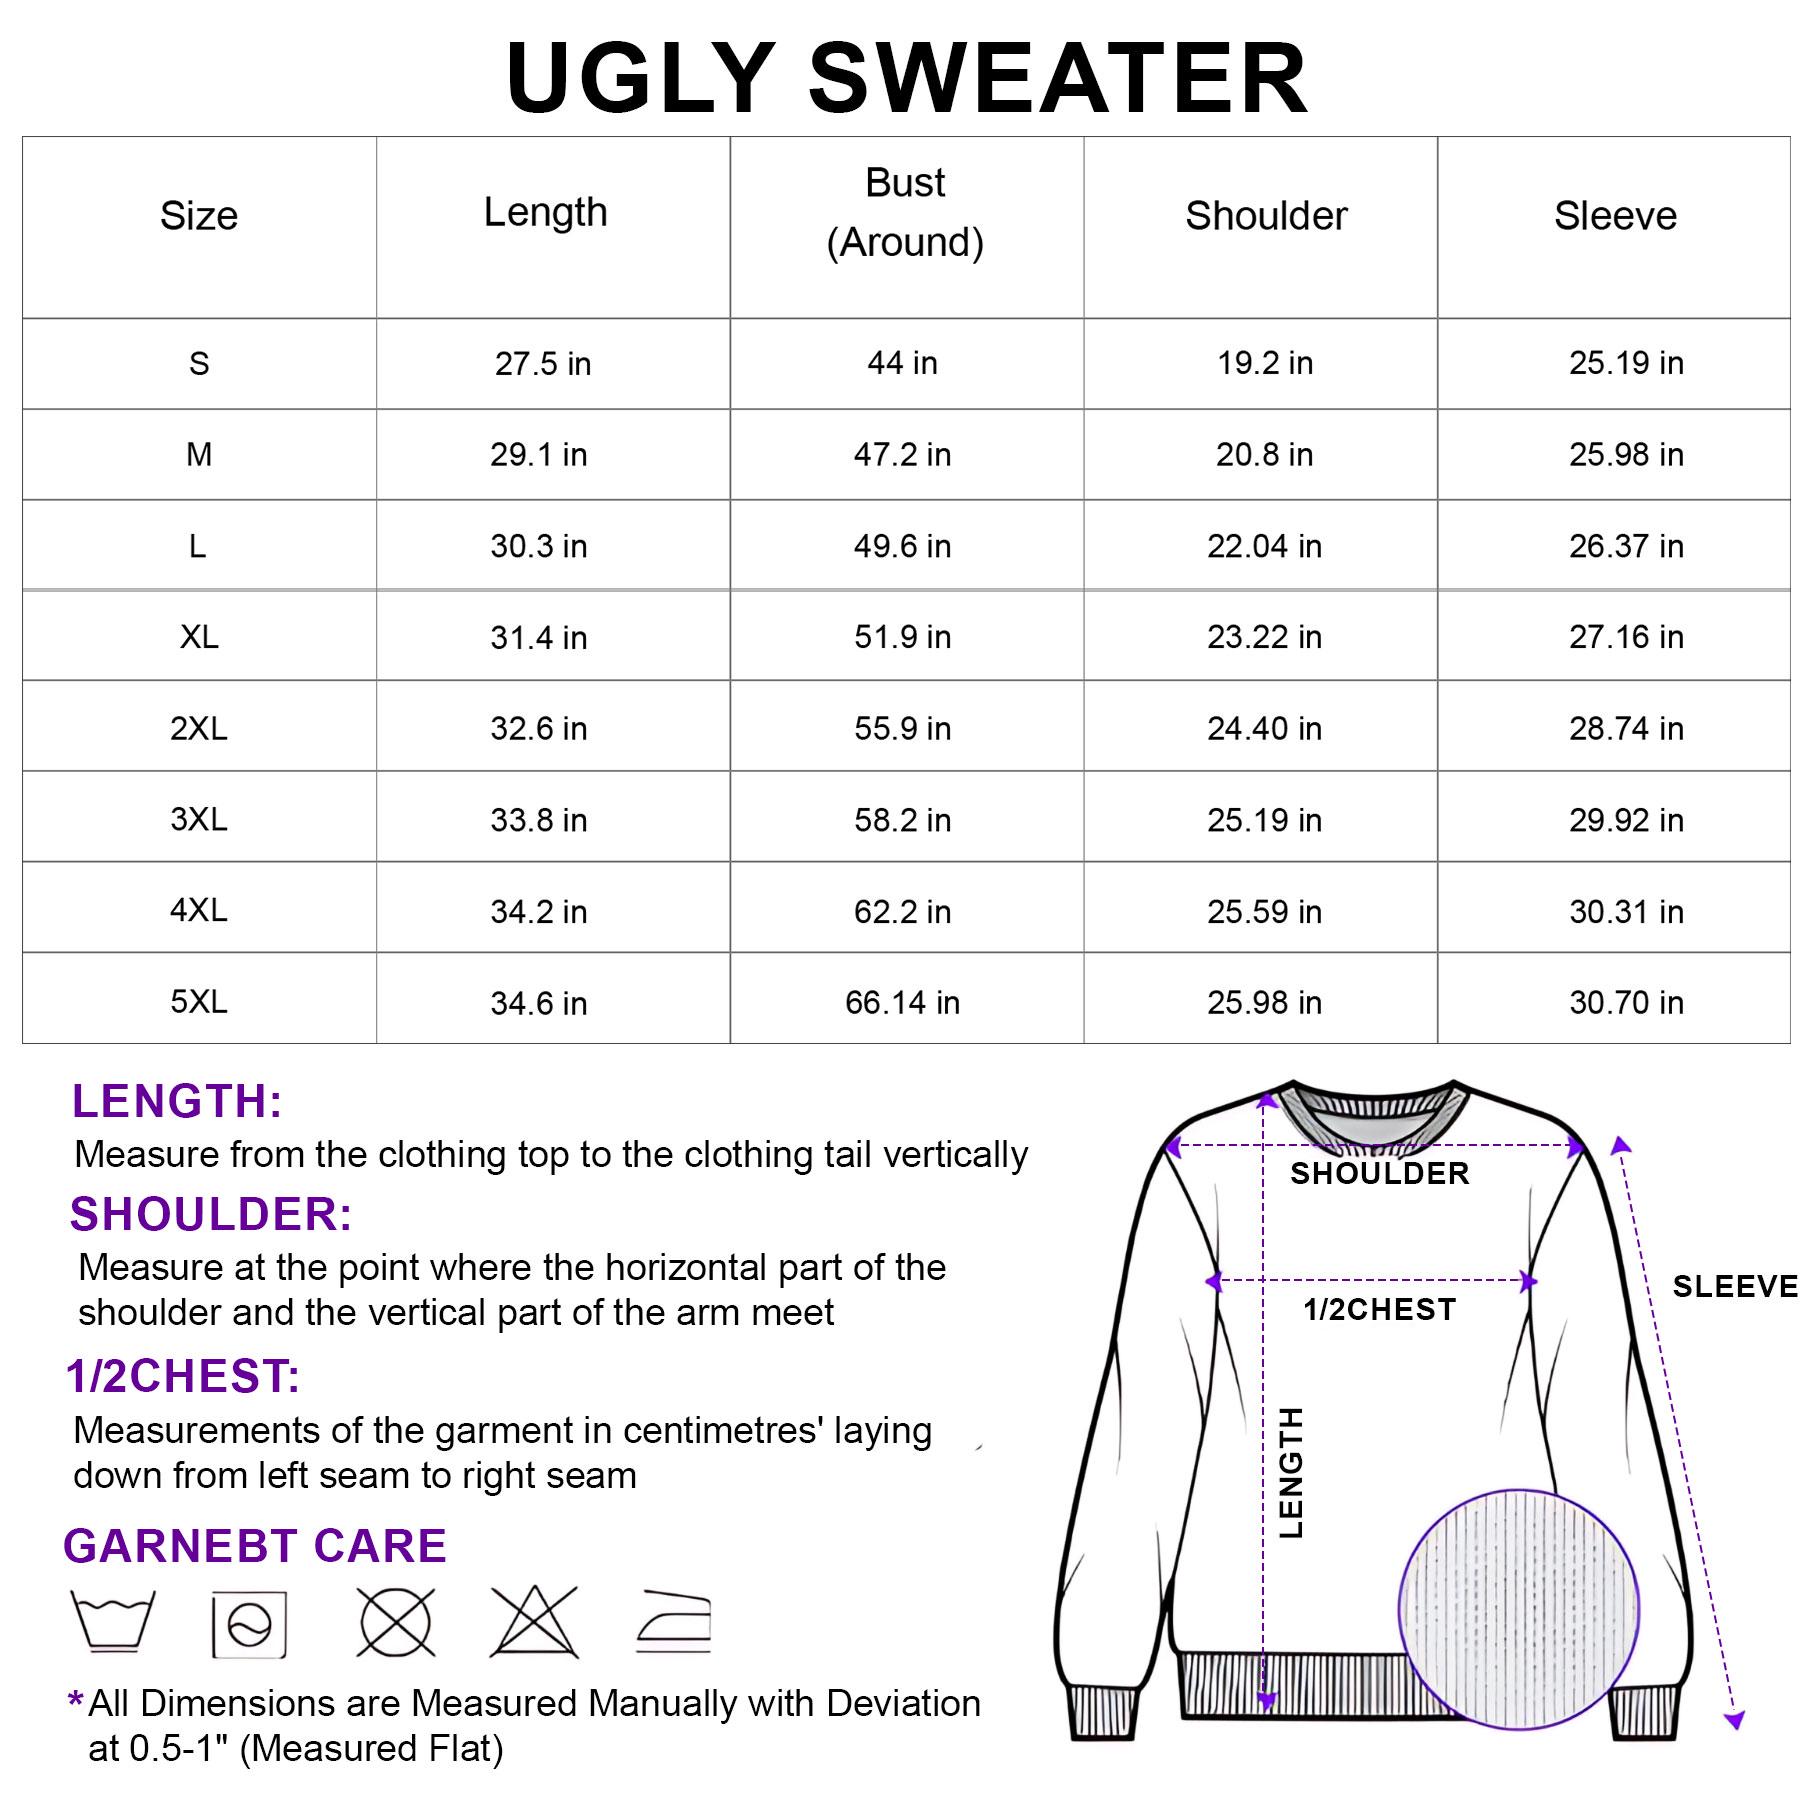 UGLY SWEATER
Size Length Bust (Around) Shoulder Sleeve
S 27.5 in 44 in 19.2 in 25.19 in
M 29.1 in 47.2 in 20.8 in 25.98 in
L 30.3 in 49.6 in 22.04 in 26.37 in
XL 31.4 in 51.9 in 23.22 in 27.16 in
2XL 32.6 in 55.9 in 24.40 in 28.74 in
3XL 33.8 in 58.2 in 25.19 in 29.92 in
4XL 34.2 in 62.2 in 25.59 in 30.31 in
5XL 34.6 in 66.14 in 25.98 in 30.70 in
LENGTH:
Measure from the clothing top to the clothing tail vertically
SHOULDER:
Measure at the point where the horizontal part of the
shoulder and the vertical part of the arm meet
1/2CHEST:
Measurements of the garment in centimetres' laying
down from left seam to right seam
GARNEBT CARE
*All Dimensions are Measured Manually with Deviation
at 0.5-1" (Measured Flat)
SHOULDER
1/2CHEST
SLEEVE
LENGTH